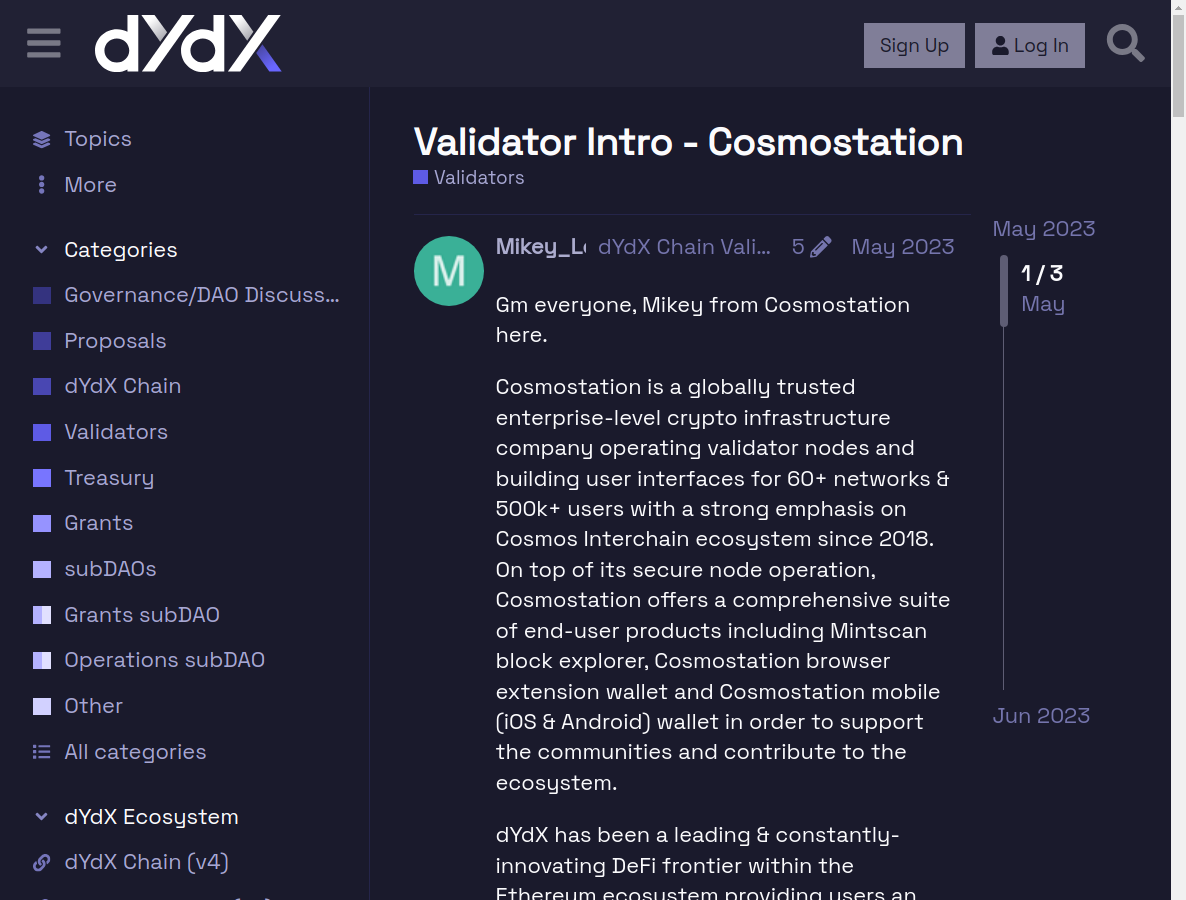 dYdX
Sign Up
Log In
Topics
More
Categories
Governance/DAO Discuss...
Proposals
dYdX Chain
Validators
Treasury
Grants
subDAOs
Grants subDAO
Operations subDAO
Other
All categories
dYdX Ecosystem
dYdX Chain (v4)
Validator Intro - Cosmostation
Validators
M
Mikey_L dYdX Chain Vali... 5 May 2023
Gm everyone, Mikey from Cosmostation
here.
Cosmostation is a globally trusted
enterprise-level crypto infrastructure
company operating validator nodes and
building user interfaces for 60+ networks &
500k+ users with a strong emphasis on
Cosmos Interchain ecosystem since 2018.
On top of its secure node operation,
Cosmostation offers a comprehensive suite
of end-user products including Mintscan
block explorer, Cosmostation browser
extension wallet and Cosmostation mobile
(iOS & Android) wallet in order to support
the communities and contribute to the
ecosystem.
dYdX has been a leading & constantly-
innovating DeFi frontier within the
Ethereum ecosystem providing users an
May 2023
1 / 3
May
Jun 2023